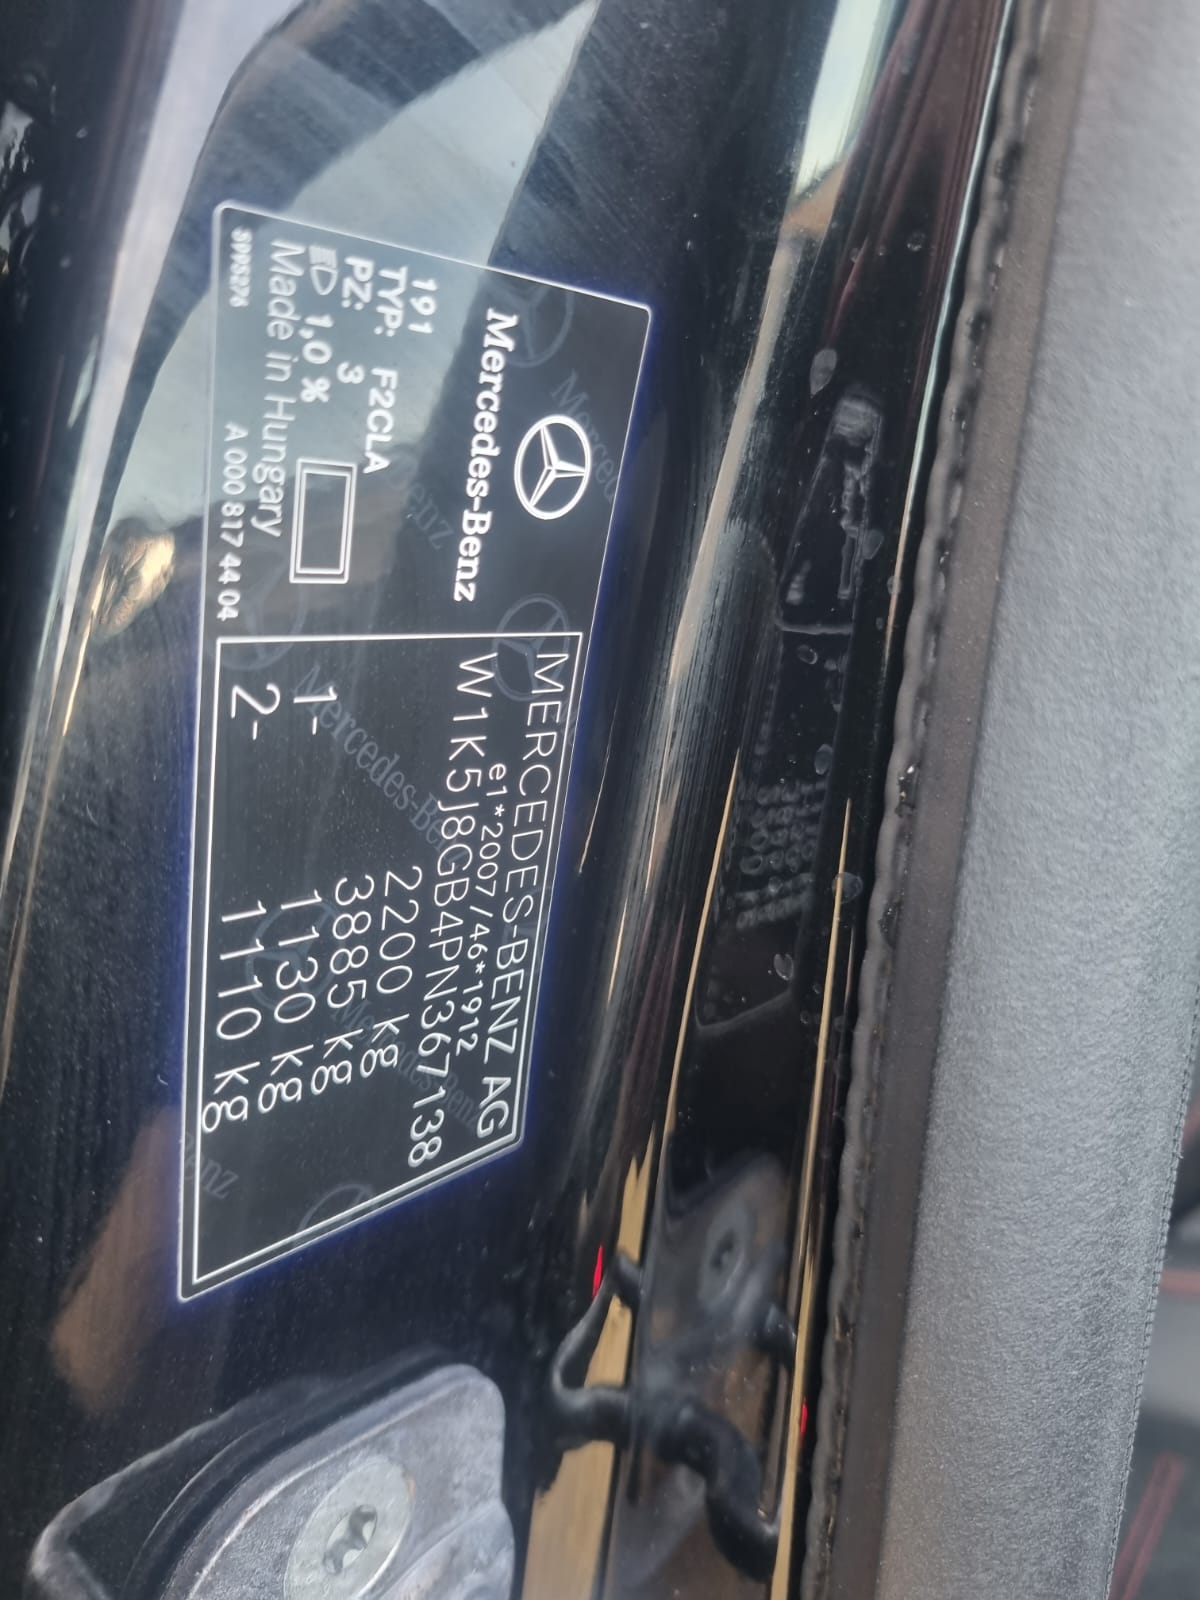 Mercedes-Benz
191
TYP: F2CLA
PZ: 3
1,0 %
Made in Hungary
A 000 817 44 04
MERCEDES-BENZ AG
e1*2007/46*1912
W1K5J8GB4PN367138
2200 kg
3885 kg
1- 1130 kg
2- 1110 kg